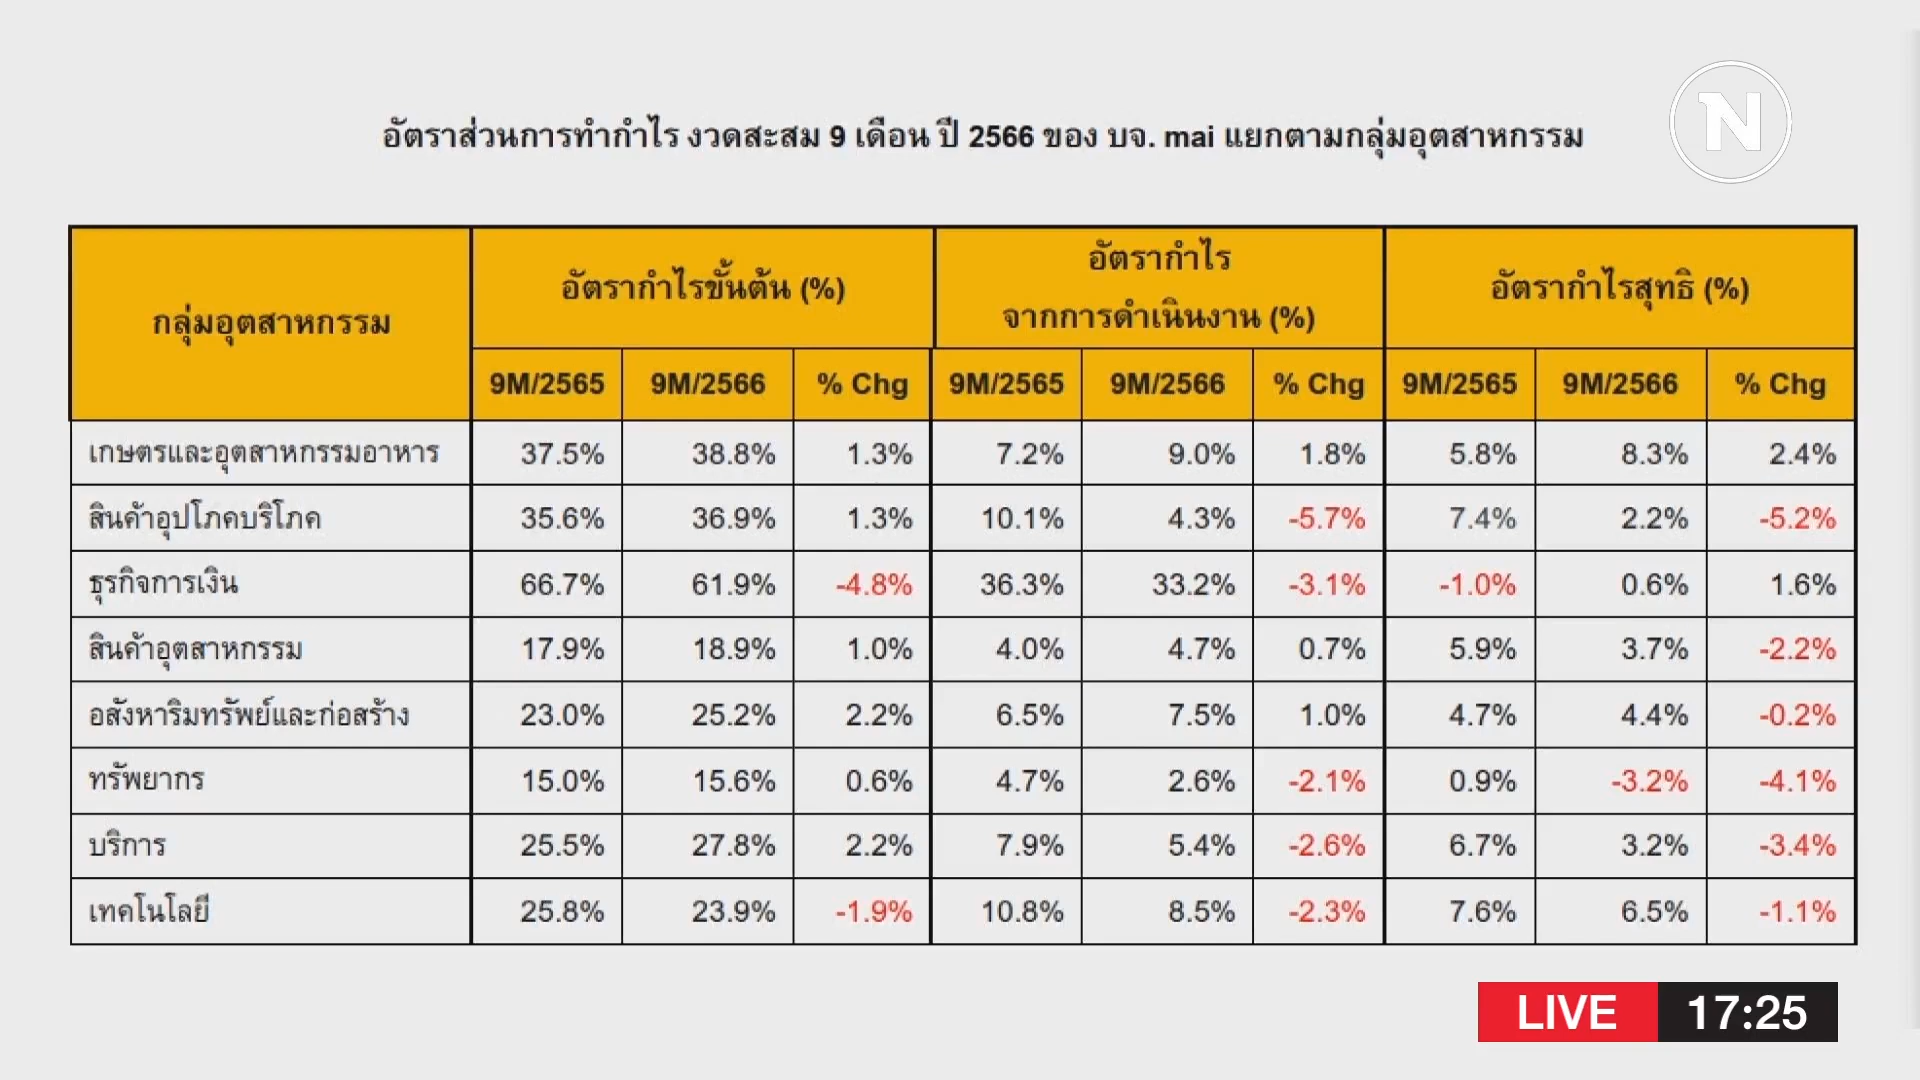 N
อัตราส่วนการทำกำไร งวดสะสม 9 เดือน ปี 2566 ของ บจ. mai แยกตามกลุ่มอุตสาหกรรม
กลุ่มอุตสาหกรรม อัตรากำไรขั้นต้น (%) อัตรากำไร จากการดำเนินงาน (%) อัตรากำไรสุทธิ (%)
9M/2565 9M/2566 % Chg 9M/2565 9M/2566 % Chg 9M/2565 9M/2566 % Chg
เกษตรและอุตสาหกรรมอาหาร 37.5% 38.8% 1.3% 7.2% 9.0% 1.8% 5.8% 8.3% 2.4%
สินค้าอุปโภคบริโภค 35.6% 36.9% 1.3% 10.1% 4.3% -5.7% 7.4% 2.2% -5.2%
ธุรกิจการเงิน 66.7% 61.9% -4.8% 36.3% 33.2% -3.1% -1.0% 0.6% 1.6%
สินค้าอุตสาหกรรม 17.9% 18.9% 1.0% 4.0% 4.7% 0.7% 5.9% 3.7% -2.2%
อสังหาริมทรัพย์และก่อสร้าง 23.0% 25.2% 2.2% 6.5% 7.5% 1.0% 4.7% 4.4% -0.2%
ทรัพยากร 15.0% 15.6% 0.6% 4.7% 2.6% -2.1% 0.9% -3.2% -4.1%
บริการ 25.5% 27.8% 2.2% 7.9% 5.4% -2.6% 6.7% 3.2% -3.4%
เทคโนโลยี 25.8% 23.9% -1.9% 10.8% 8.5% -2.3% 7.6% 6.5% -1.1%
LIVE 17:25